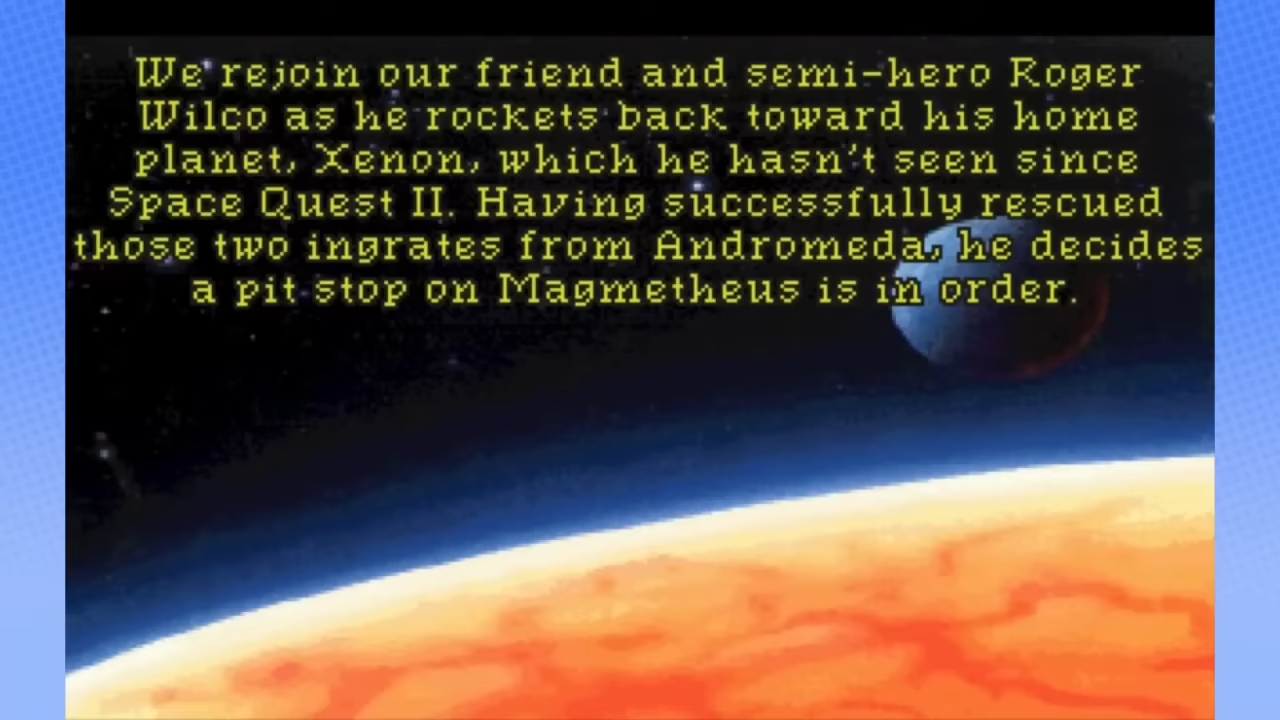 We rejoin our friend and semi-hero Roger
Wilco as he rockets back toward his home
planet, Xenon, which he hasn't seen since
Space Quest II. Having successfully rescued
those two ingrates from Andromeda, he decides
a pit stop on Magmetheus is in order.